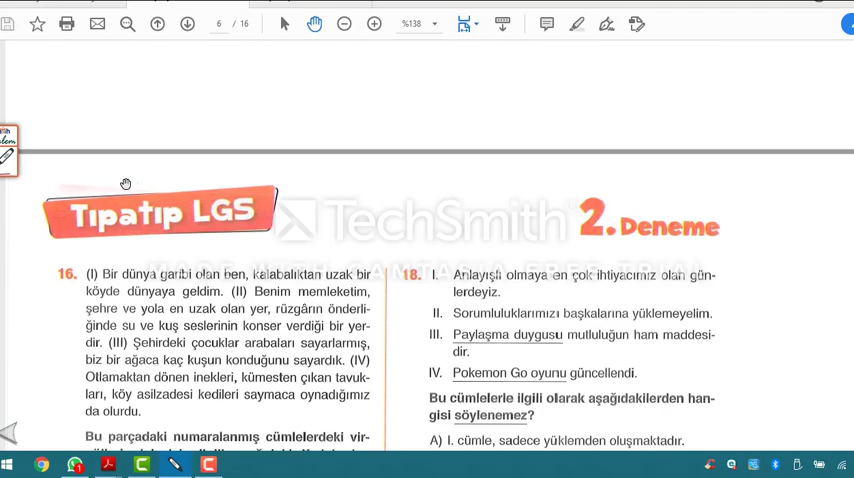 6 / 16
%138
Tıpatıp LGS
TechSmith
2. Deneme
MADE WITH CAMTASIA FREE TRIAL
16. (I) Bir dünya garibi olan ben, kalabalıktan uzak bir
köyde dünyaya geldim. (II) Benim memleketim,
şehre ve yola en uzak olan yer, rüzgârın önderli-
ğinde su ve kuş seslerinin konser verdiği bir yer-
dir. (III) Şehirdeki çocuklar arabaları sayarlarmış,
biz bir ağaca kaç kuşun konduğunu sayardık. (IV)
Otlamaktan dönen inekleri, kümesten çıkan tavuk-
ları, köy asilzadesi kedileri saymaca oynadığımız
da olurdu.
Bu parçadaki numaralanmış cümlelerdeki vir-
18. I. Anlayışlı olmaya en çok ihtiyacımız olan gün-
lerdeyiz.
II. Sorumluluklarımızı başkalarına yüklemeyelim.
III. Paylaşma duygusu mutluluğun ham maddesi-
dir.
IV. Pokemon Go oyunu güncellendi.
Bu cümlelerle ilgili olarak aşağıdakilerden han-
gisi söylenemez?
A) I. cümle, sadece yüklemden oluşmaktadır.